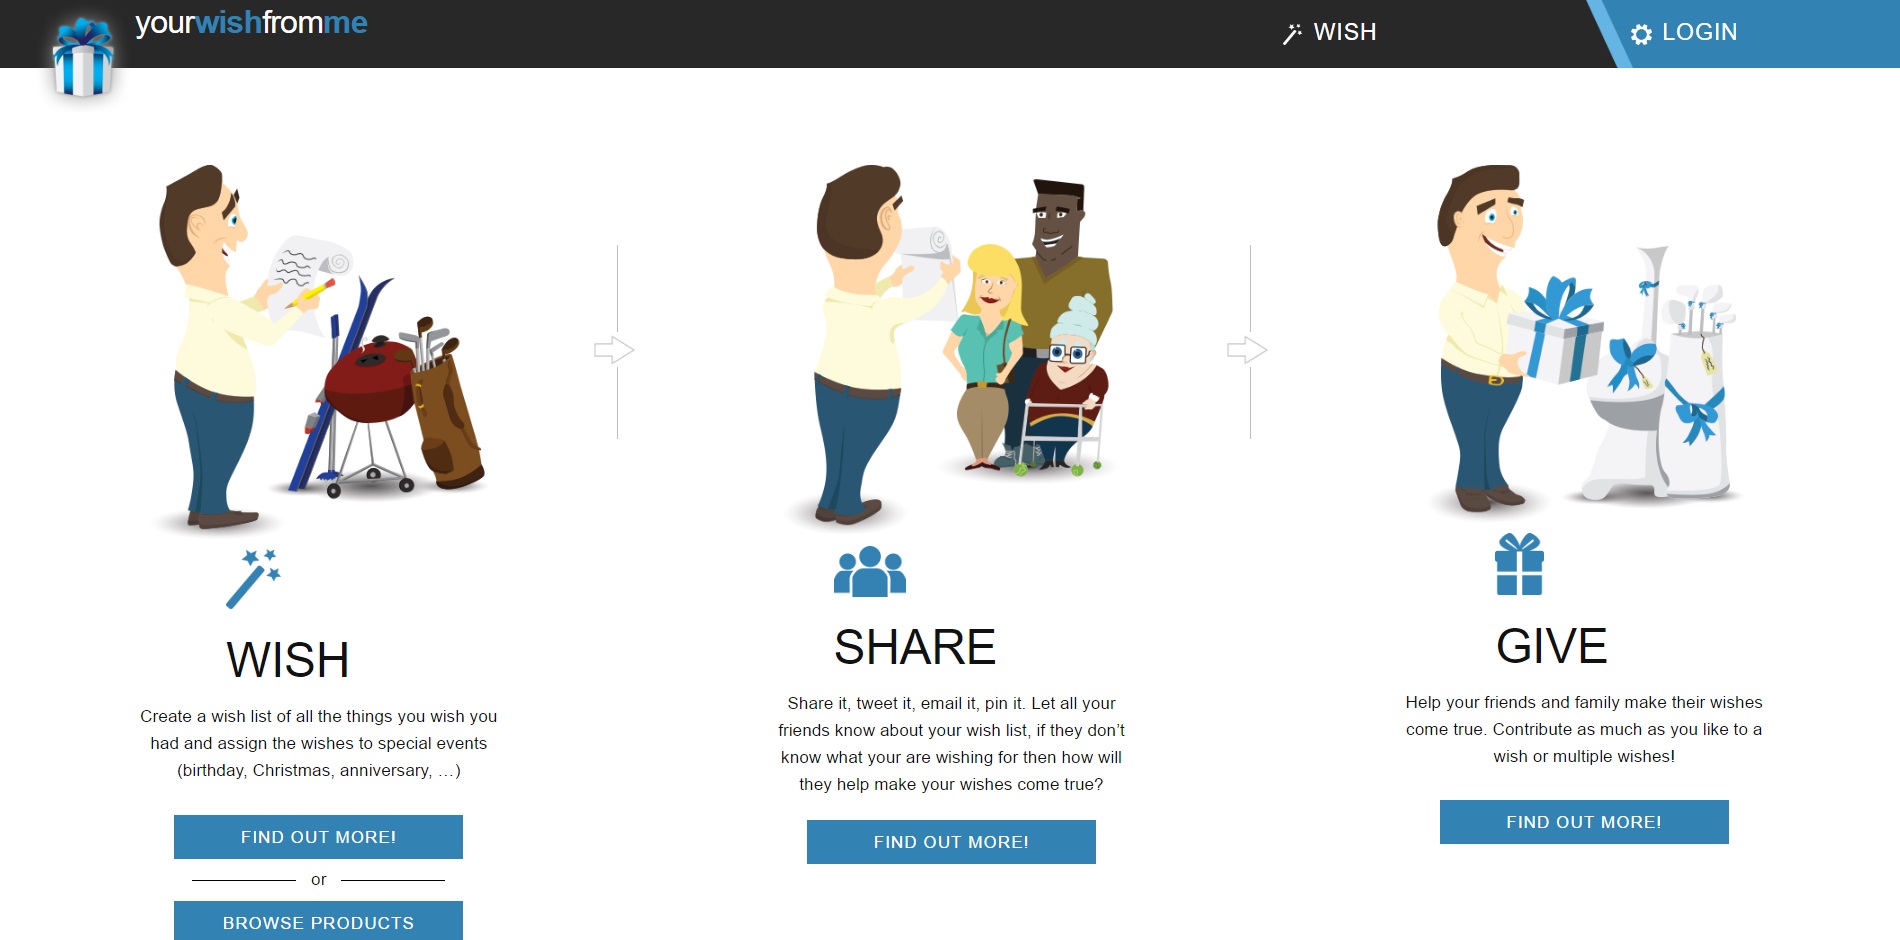 yourwishfromme
WISH
LOGIN
WISH
Create a wish list of all the things you wish you
had and assign the wishes to special events
(birthday, Christmas, anniversary, …)
FIND OUT MORE!
or
BROWSE PRODUCTS
SHARE
Share it, tweet it, email it, pin it. Let all your
friends know about your wish list, if they don’t
know what your are wishing for then how will
they help make your wishes come true?
FIND OUT MORE!
GIVE
Help your friends and family make their wishes
come true. Contribute as much as you like to a
wish or multiple wishes!
FIND OUT MORE!